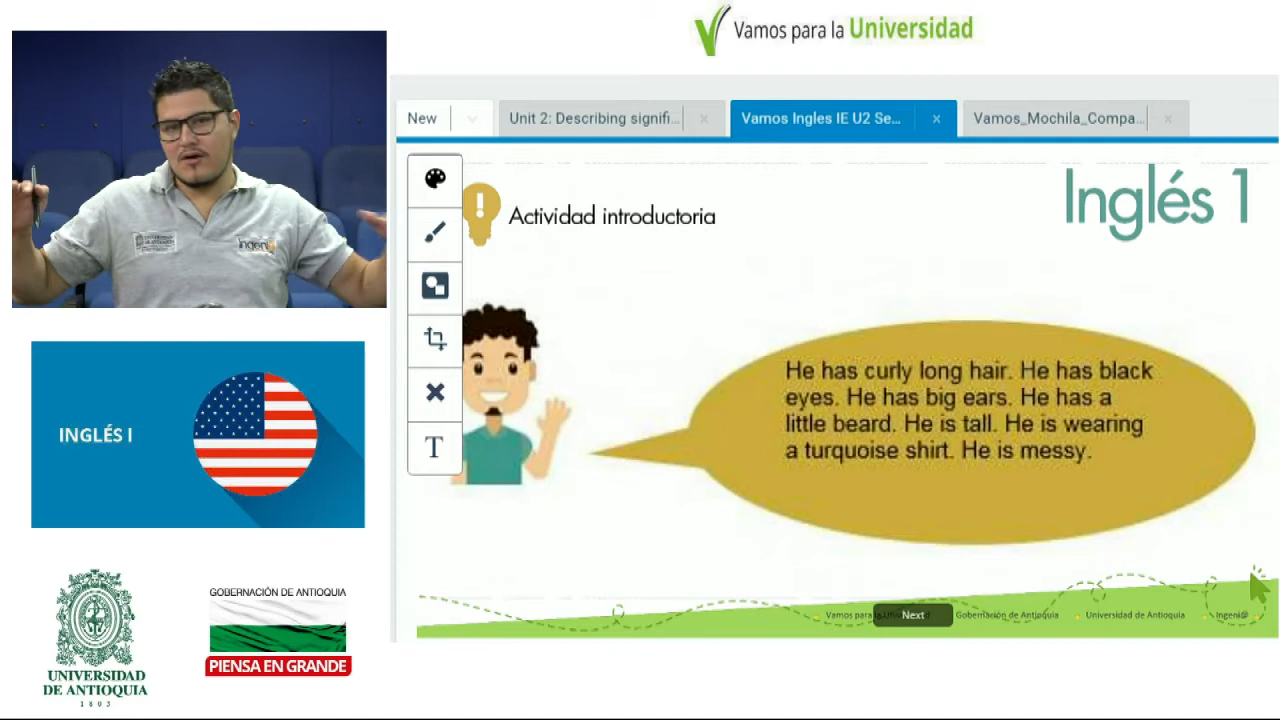 Vamos para la Universidad
New
Unit 2: Describing signifi...
Vamos Ingles IE U2 Se...
Vamos_Mochila_Compa...
Actividad introductoria
Inglés 1
He has curly long hair. He has black
eyes. He has big ears. He has a
little beard. He is tall. He is wearing
a turquoise shirt. He is messy.
T
Next
Gobernación de Antioquia
Universidad de Antioquia
Ingeni@
INGLÉS I
UNIVERSIDAD
DE ANTIOQUIA
1803
GOBERNACIÓN DE ANTIOQUIA
PIENSA EN GRANDE